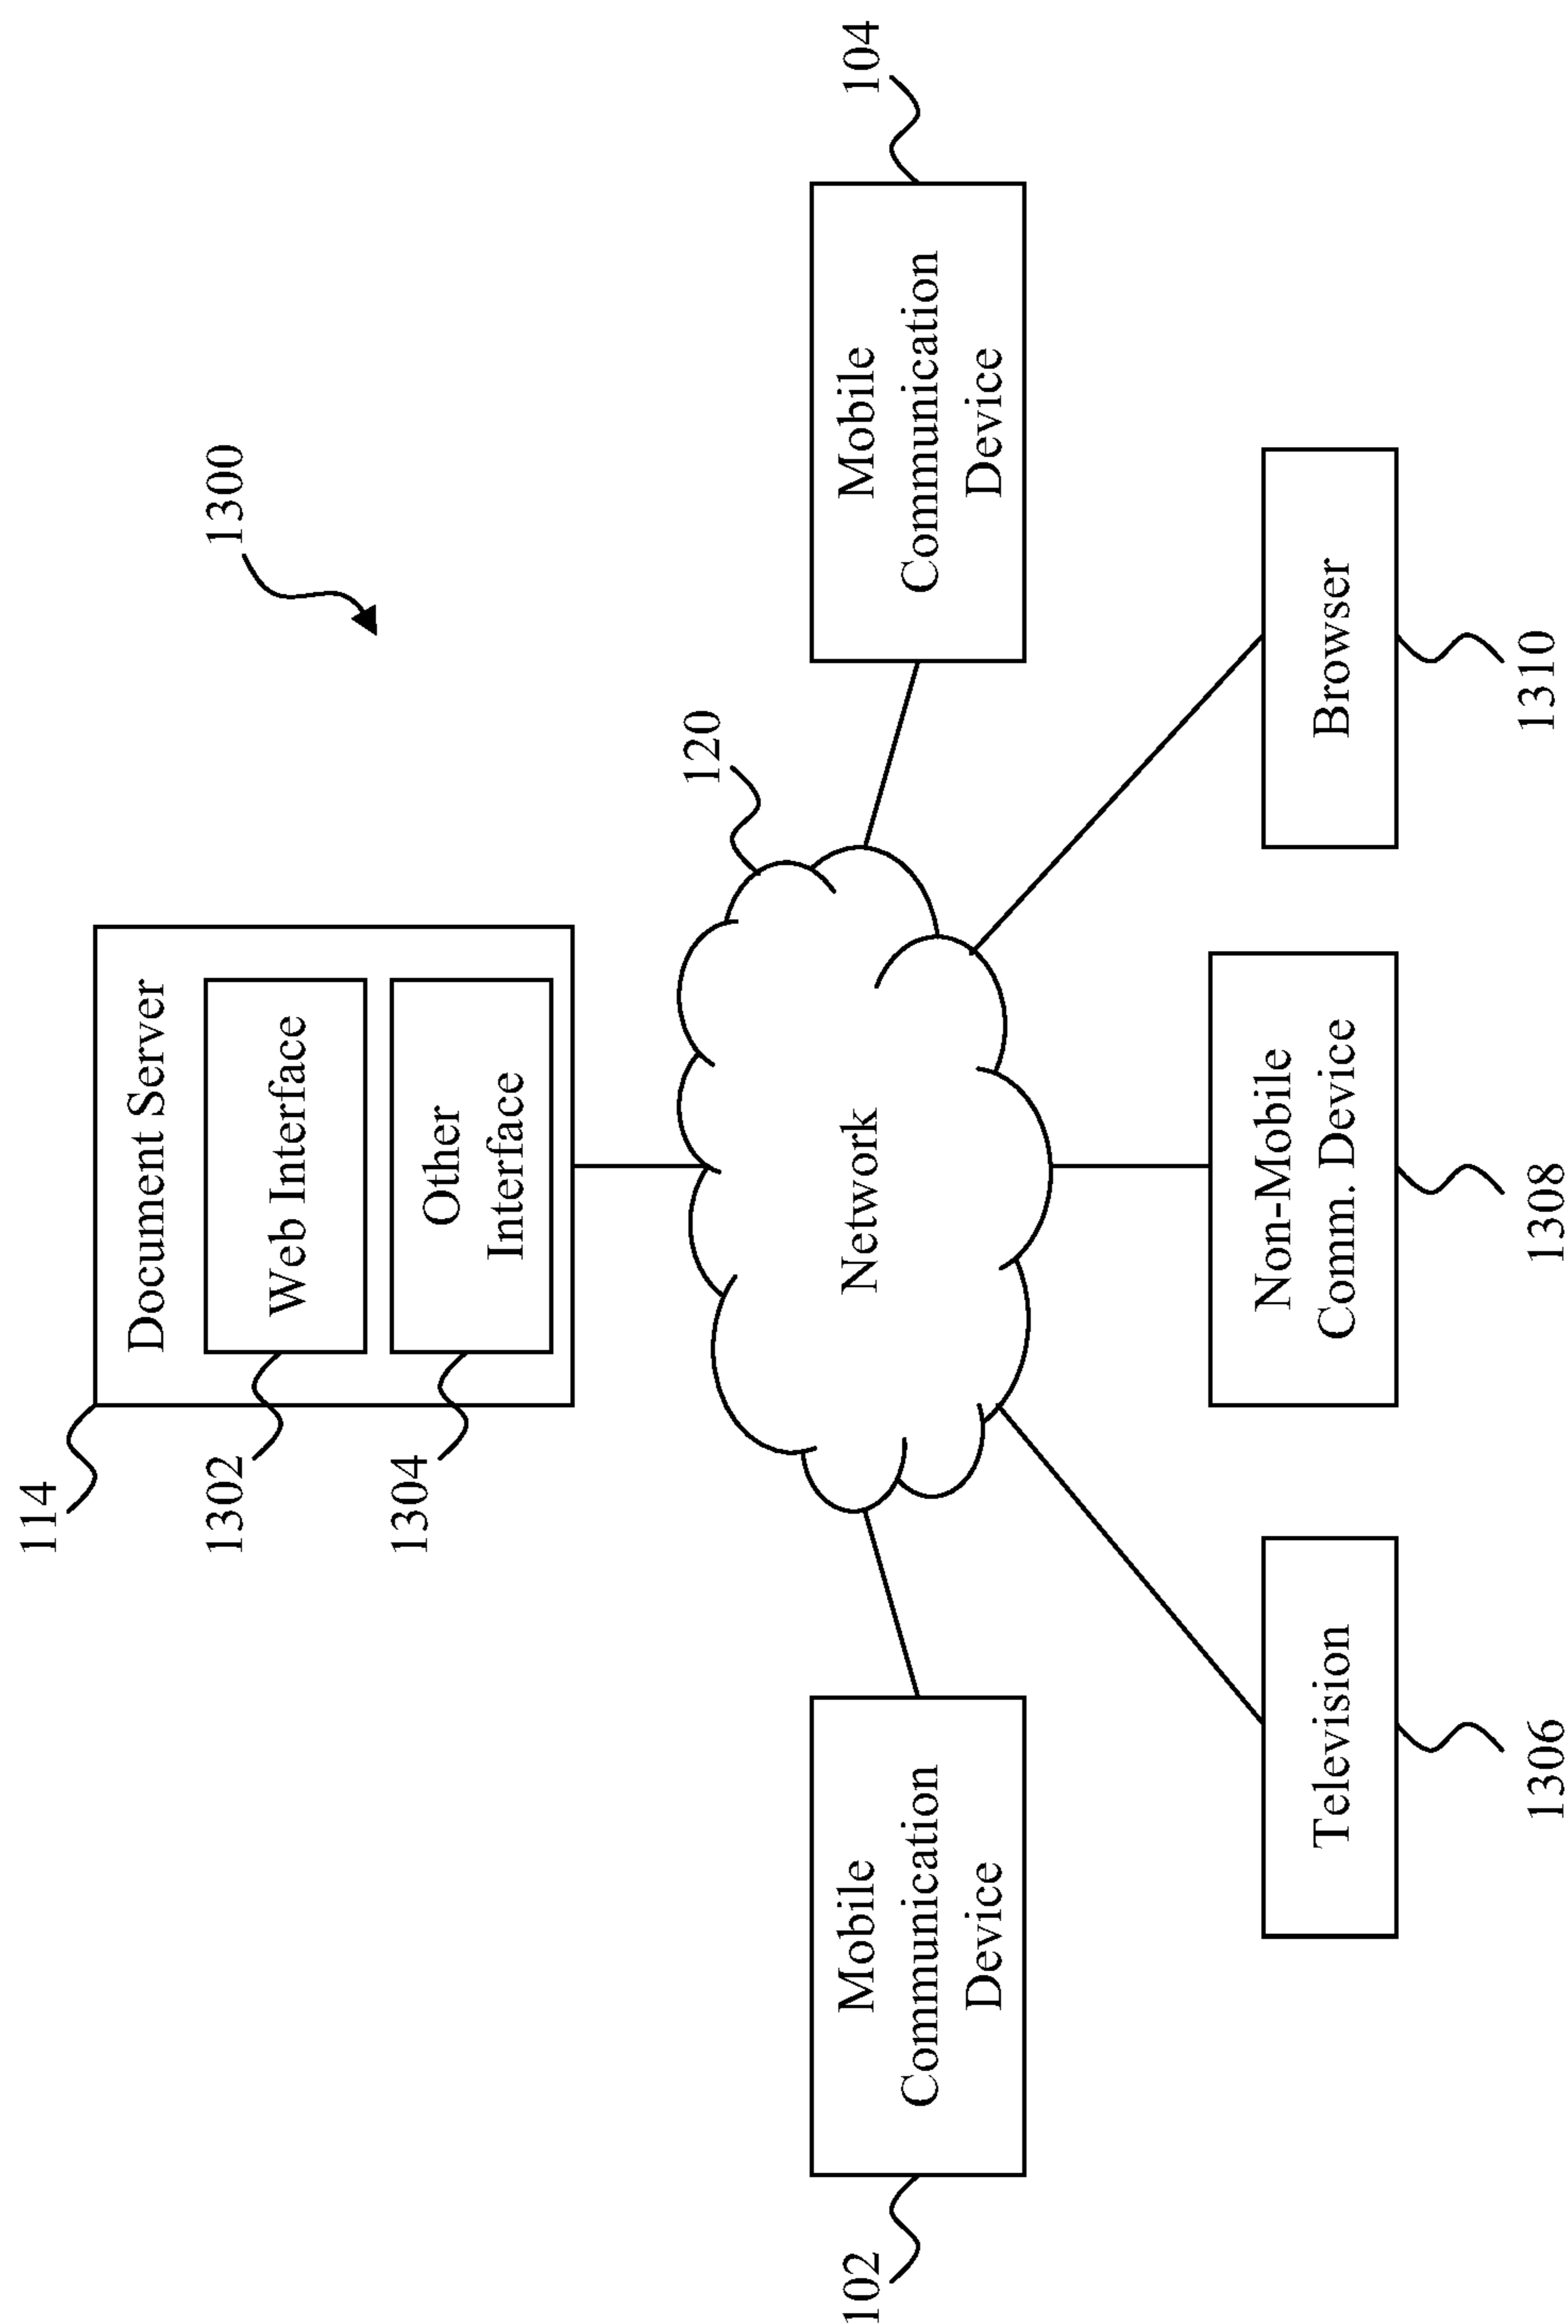 1300
114
Document Server
1302
Web Interface
1304
Other
Interface
120
Network
102
Mobile
Communication
Device
104
Mobile
Communication
Device
Television
1306
Non-Mobile
Comm. Device
1308
Browser
1310